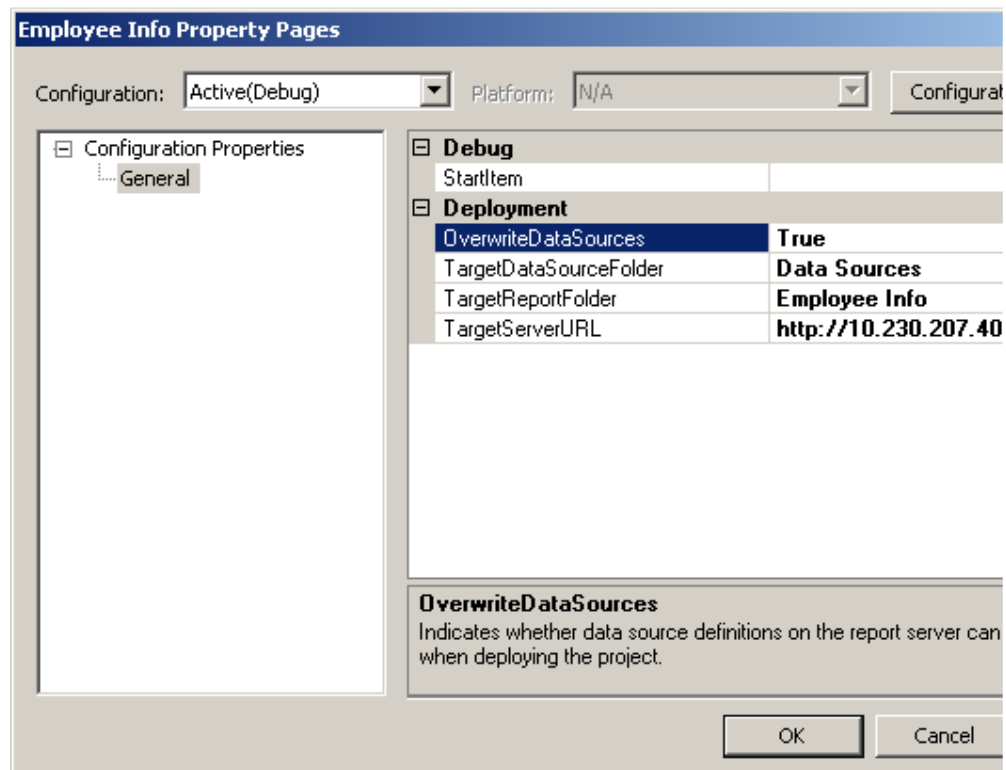 Employee Info Property Pages
Configuration: Active(Debug) Platform: N/A Configurat
Configuration Properties
General
Debug
StartItem
Deployment
OverwriteDataSources True
TargetDataSourceFolder Data Sources
TargetReportFolder Employee Info
TargetServerURL http://10.230.207.40
OverwriteDataSources
Indicates whether data source definitions on the report server can
when deploying the project.
OK Cancel